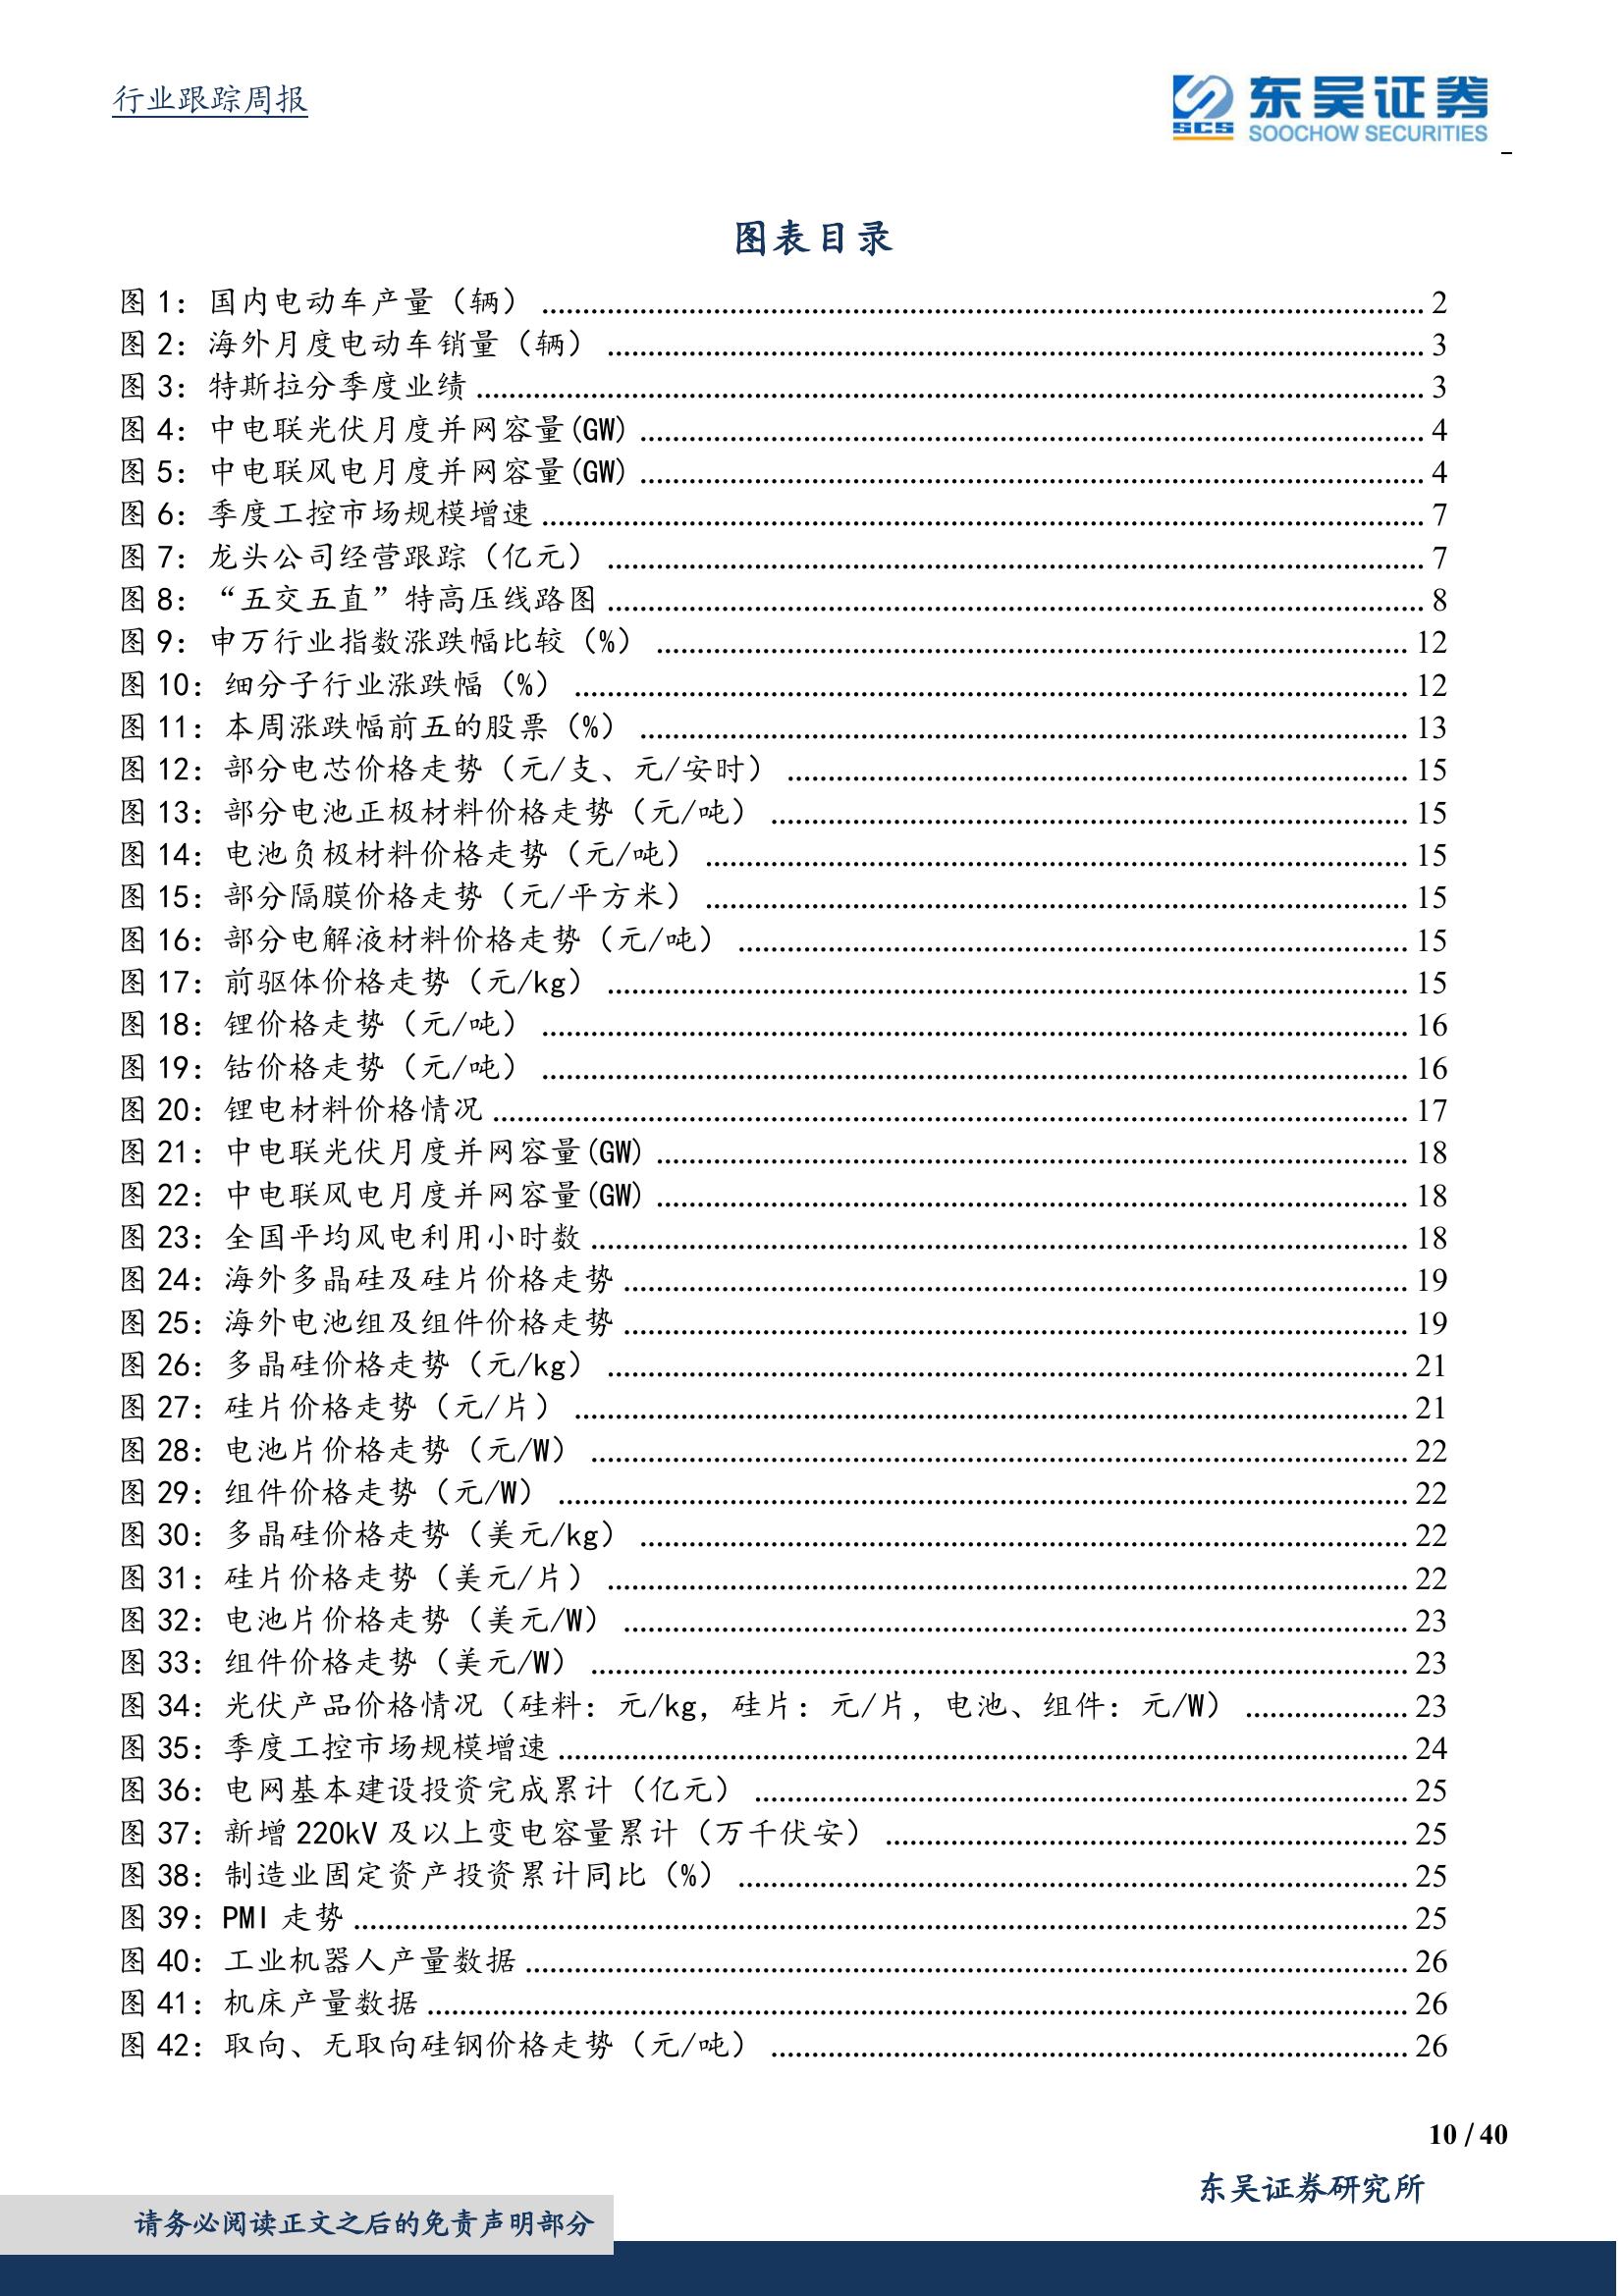 行业跟踪周报
东吴证券
SCS
SOOCHOW SECURITIES
图表目录
图 1：国内电动车产量（辆） 2
图 2：海外月度电动车销量（辆） 3
图 3：特斯拉分季度业绩 3
图 4：中电联光伏月度并网容量(GW) 4
图 5：中电联风电月度并网容量(GW) 4
图 6：季度工控市场规模增速 7
图 7：龙头公司经营跟踪（亿元） 7
图 8：“五交五直”特高压线路图 8
图 9：申万行业指数涨跌幅比较（%） 12
图 10：细分子行业涨跌幅（%） 12
图 11：本周涨跌幅前五的股票（%） 13
图 12：部分电芯价格走势（元/支、元/安时） 15
图 13：部分电池正极材料价格走势（元/吨） 15
图 14：电池负极材料价格走势（元/吨） 15
图 15：部分隔膜价格走势（元/平方米） 15
图 16：部分电解液材料价格走势（元/吨） 15
图 17：前驱体价格走势（元/kg） 15
图 18：锂价格走势（元/吨） 16
图 19：钴价格走势（元/吨） 16
图 20：锂电材料价格情况 17
图 21：中电联光伏月度并网容量(GW) 18
图 22：中电联风电月度并网容量(GW) 18
图 23：全国平均风电利用小时数 18
图 24：海外多晶硅及硅片价格走势 19
图 25：海外电池组及组件价格走势 19
图 26：多晶硅价格走势（元/kg） 21
图 27：硅片价格走势（元/片） 21
图 28：电池片价格走势（元/W） 22
图 29：组件价格走势（元/W） 22
图 30：多晶硅价格走势（美元/kg） 22
图 31：硅片价格走势（美元/片） 22
图 32：电池片价格走势（美元/W） 23
图 33：组件价格走势（美元/W） 23
图 34：光伏产品价格情况（硅料：元/kg，硅片：元/片，电池、组件：元/W） 23
图 35：季度工控市场规模增速 24
图 36：电网基本建设投资完成累计（亿元） 25
图 37：新增 220kV 及以上变电容量累计（万千伏安） 25
图 38：制造业固定资产投资累计同比（%） 25
图 39：PMI 走势 25
图 40：工业机器人产量数据 26
图 41：机床产量数据 26
图 42：取向、无取向硅钢价格走势（元/吨） 26
10 / 40
东吴证券研究所
请务必阅读正文之后的免责声明部分